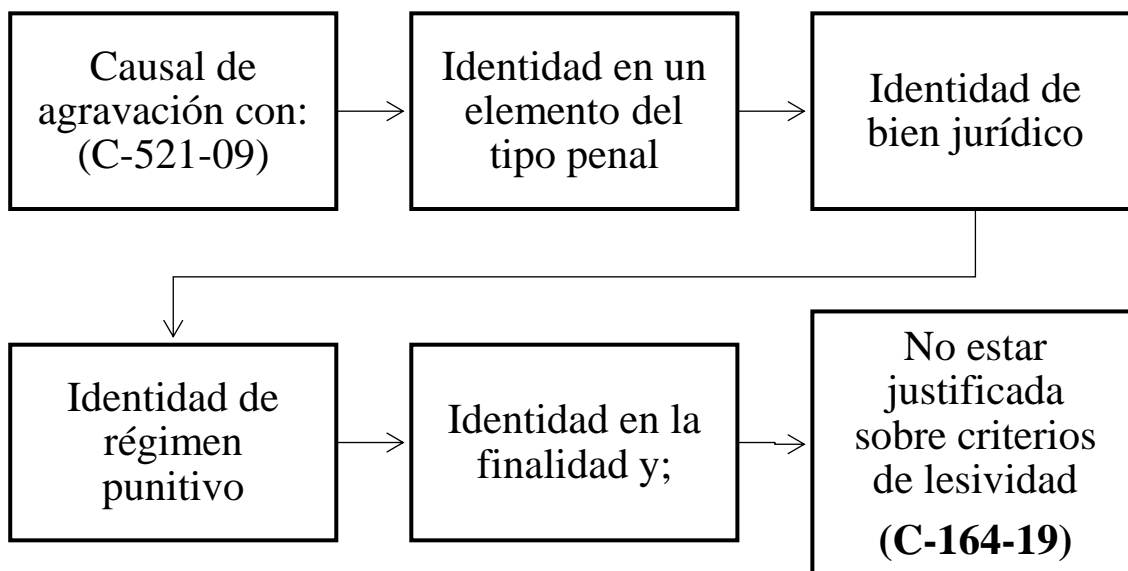 Causal de
agravación con:
(C-521-09)
Identidad en un
elemento del
tipo penal
Identidad de
bien jurídico
Identidad de
régimen
punitivo
Identidad en la
finalidad y;
No estar
justificada
sobre criterios
de lesividad
(C-164-19)